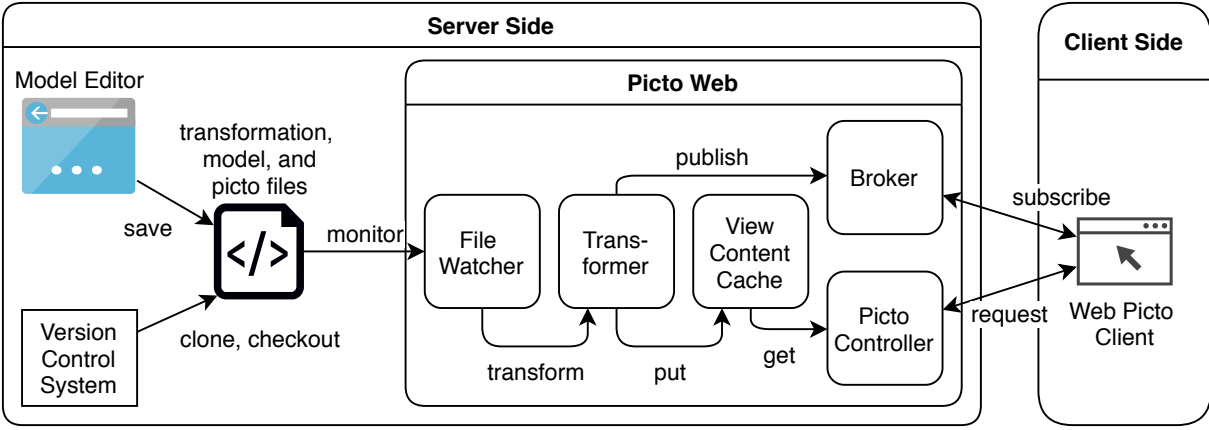 Server Side
Client Side
Model Editor
Picto Web
transformation,
model, and
picto files
publish
Broker
subscribe
save
monitor
File
Watcher
Trans-
former
View
Content
Cache
</>
Version
Control
System
clone, checkout
transform
put
get
Picto
Controller
request
Web Picto
Client